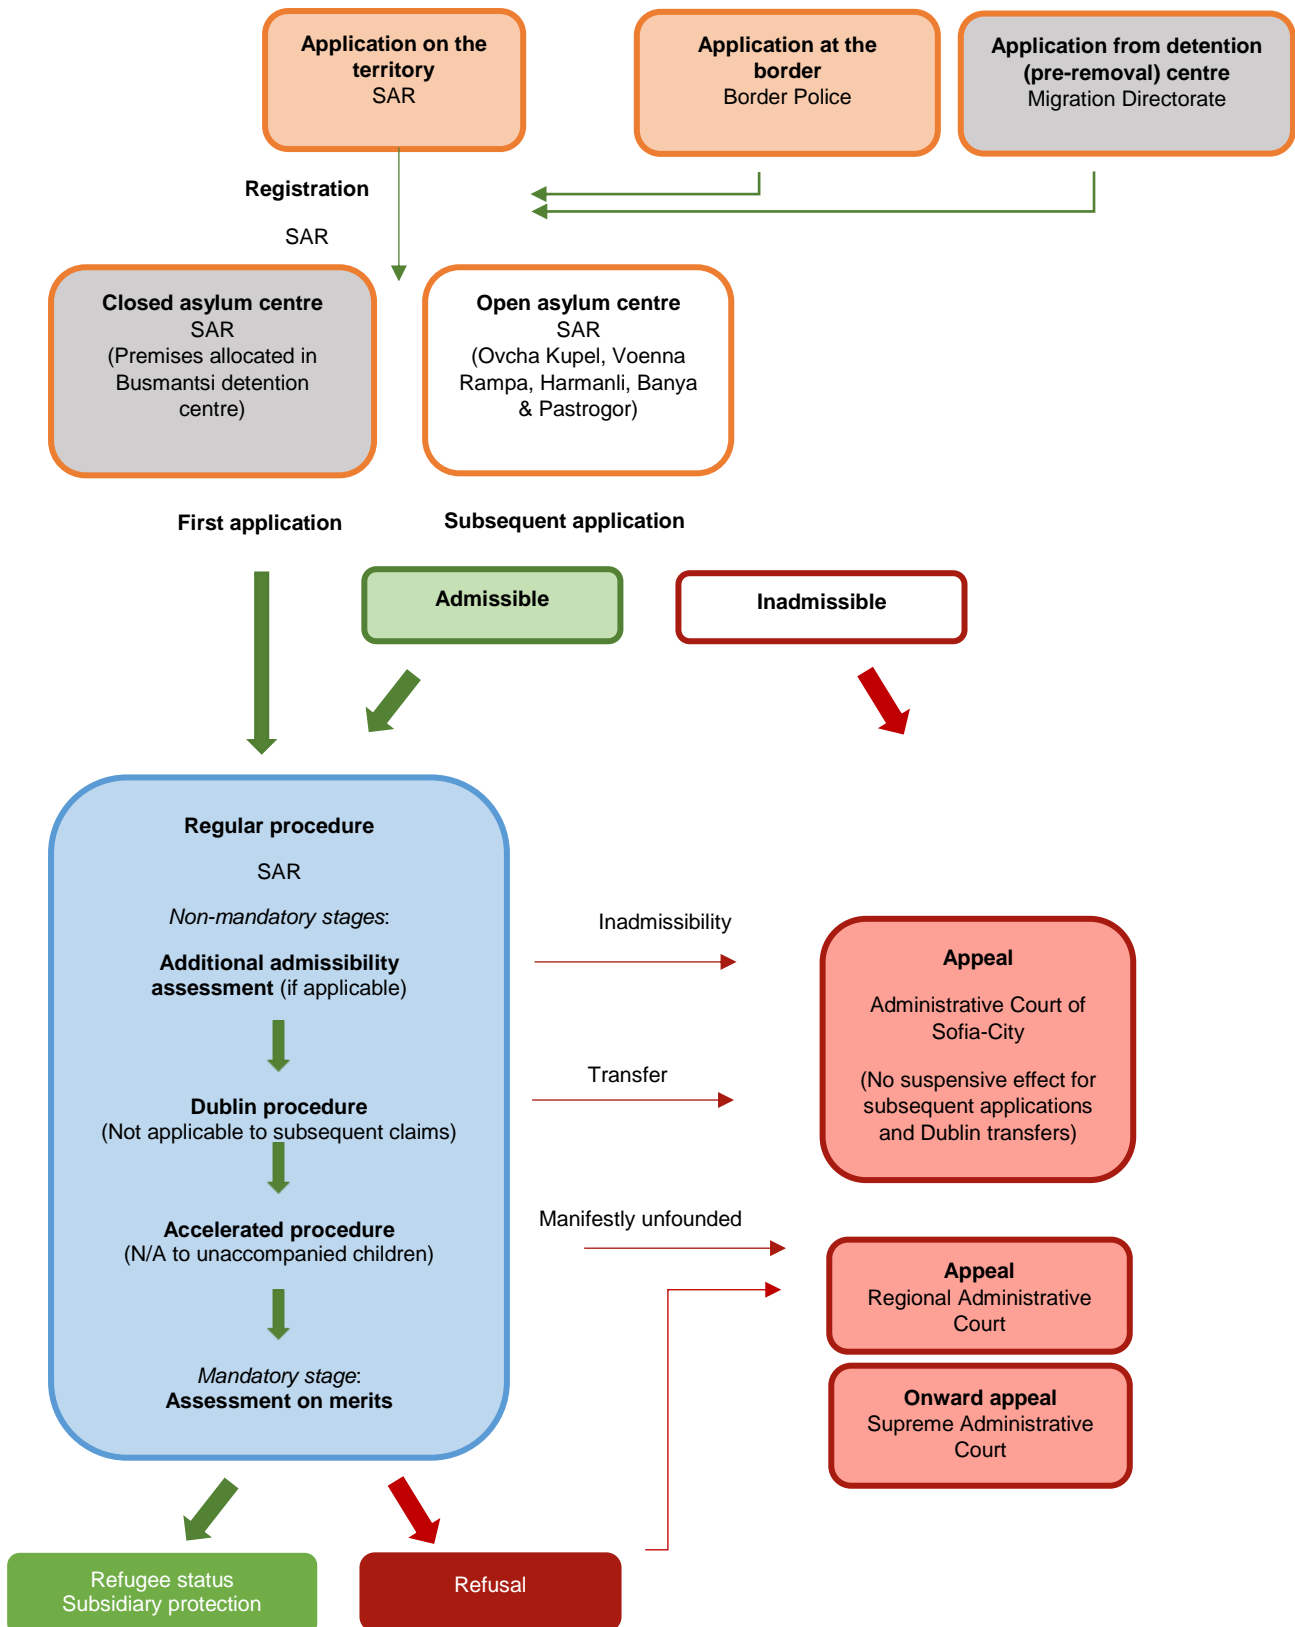 Application on the
territory
SAR
Application at the
border
Border Police
Application from detention
(pre-removal) centre
Migration Directorate
Registration
SAR
Closed asylum centre
SAR
(Premises allocated in
Busmantsi detention
centre)
Open asylum centre
SAR
(Ovcha Kupel, Voenna
Rampa, Harmanli, Banya
& Pastrogor)
First application
Subsequent application
Admissible
Inadmissible
Regular procedure
SAR
Non-mandatory stages:
Additional admissibility
assessment (if applicable)
Dublin procedure
(Not applicable to subsequent claims)
Accelerated procedure
(N/A to unaccompanied children)
Mandatory stage:
Assessment on merits
Inadmissibility
Transfer
Manifestly unfounded
Appeal
Administrative Court of
Sofia-City
(No suspensive effect for
subsequent applications
and Dublin transfers)
Appeal
Regional Administrative
Court
Onward appeal
Supreme Administrative
Court
Refugee status
Subsidiary protection
Refusal